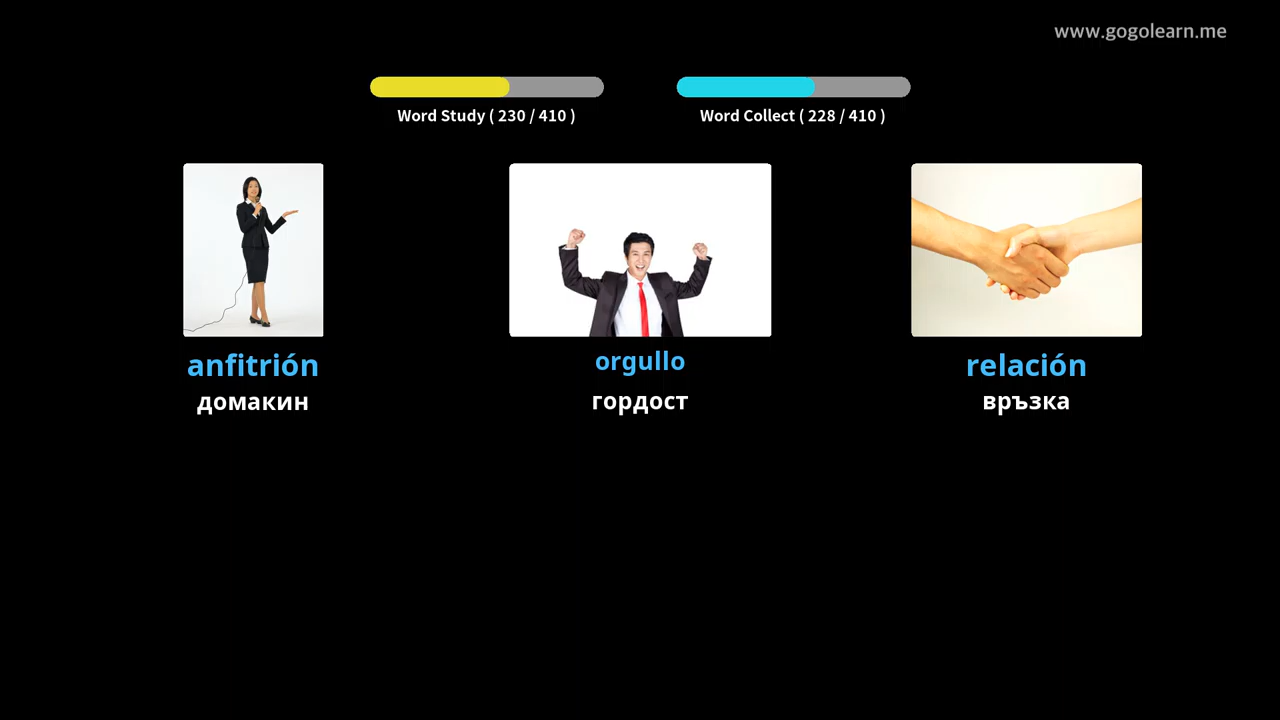 www.gogolearn.me
Word Study ( 230 / 410 )
Word Collect ( 228 / 410 )
anfitrión
домакин
orgullo
гордост
relación
връзка